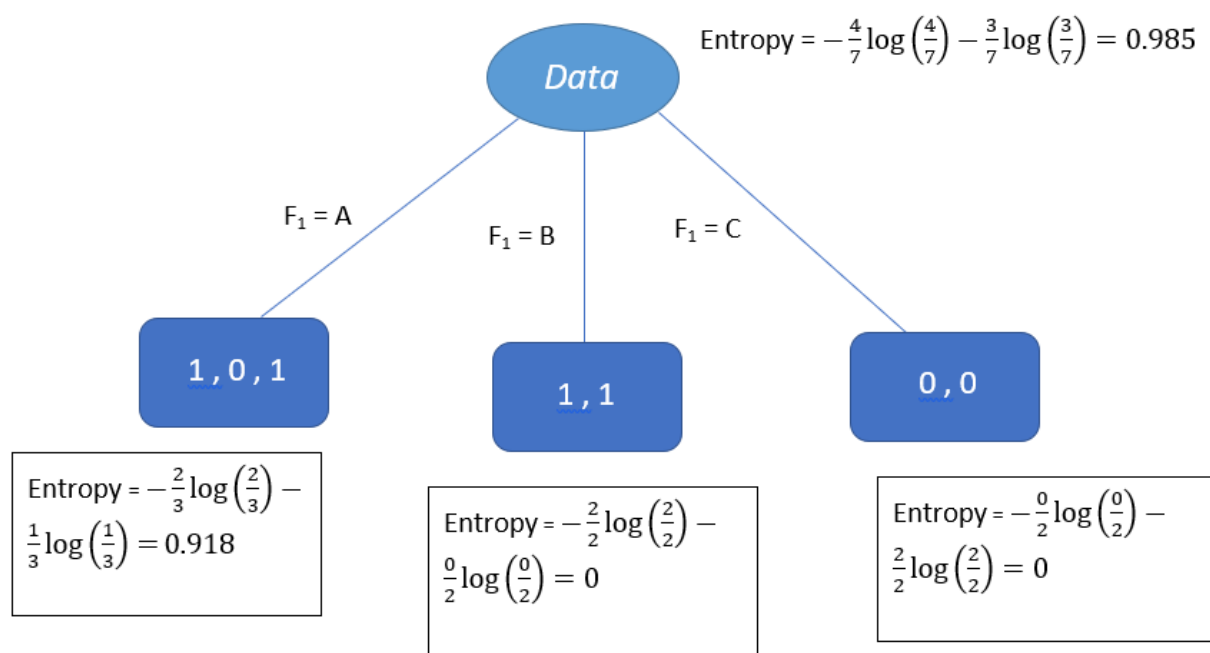 Entropy = −4/7 log(4/7) − 3/7 log(3/7) = 0.985
Data
F₁ = A
F₁ = B
F₁ = C
1 , 0 , 1
1 , 1
0 , 0
Entropy = −2/3 log(2/3) −
1/3 log(1/3) = 0.918
Entropy = −2/2 log(2/2) −
0/2 log(0/2) = 0
Entropy = −0/2 log(0/2) −
2/2 log(2/2) = 0